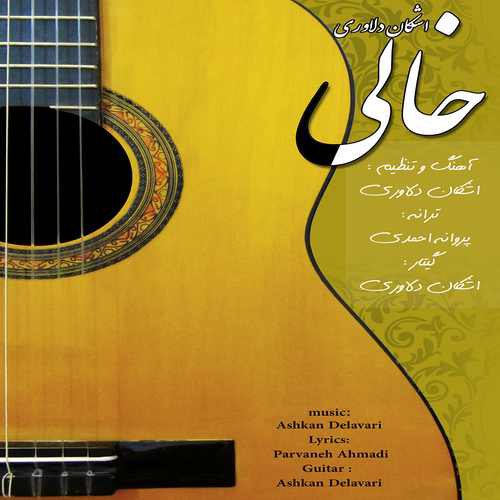 اشکان دلاوری
خالی
آهنگ و تنظیم :
اشکان دلاوری
ترانه :
پروانه احمدی
گیتار :
اشکان دلاوری
music:
Ashkan Delavari
Lyrics:
Parvaneh Ahmadi
Guitar :
Ashkan Delavari